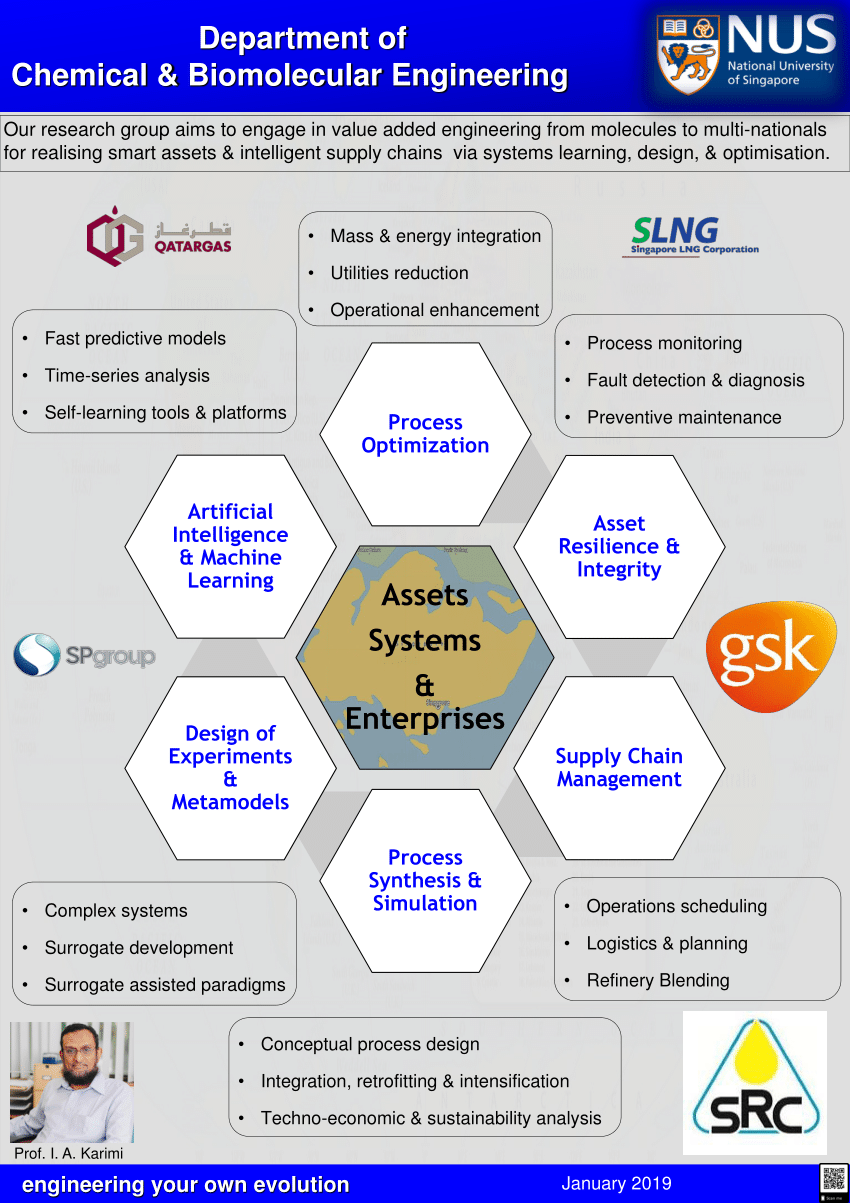 Department of
Chemical & Biomolecular Engineering
NUS
National University
of Singapore
Our research group aims to engage in value added engineering from molecules to multi-nationals
for realising smart assets & intelligent supply chains via systems learning, design, & optimisation.
قطرغاز
QATARGAS
• Mass & energy integration
• Utilities reduction
• Operational enhancement
SLNG
Singapore LNG Corporation
• Fast predictive models
• Time-series analysis
• Self-learning tools & platforms
• Process monitoring
• Fault detection & diagnosis
• Preventive maintenance
Process
Optimization
Artificial
Intelligence
& Machine
Learning
Asset
Resilience &
Integrity
Assets
Systems
&
Enterprises
SPgroup
gsk
Design of
Experiments
&
Metamodels
Supply Chain
Management
Process
Synthesis &
Simulation
• Complex systems
• Surrogate development
• Surrogate assisted paradigms
• Operations scheduling
• Logistics & planning
• Refinery Blending
• Conceptual process design
• Integration, retrofitting & intensification
• Techno-economic & sustainability analysis
SRC
Prof. I. A. Karimi
engineering your own evolution
January 2019